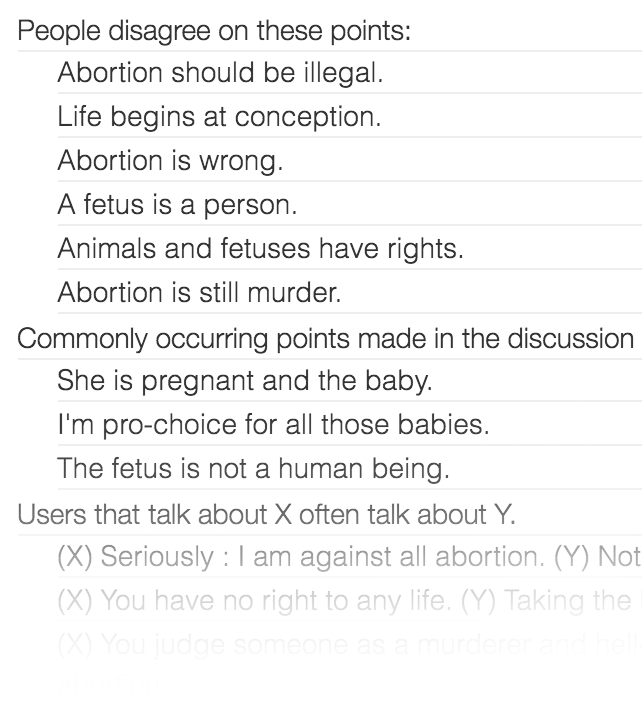 People disagree on these points:
Abortion should be illegal.
Life begins at conception.
Abortion is wrong.
A fetus is a person.
Animals and fetuses have rights.
Abortion is still murder.
Commonly occurring points made in the discussion
She is pregnant and the baby.
I'm pro-choice for all those babies.
The fetus is not a human being.
Users that talk about X often talk about Y.
(X) Seriously : I am against all abortion. (Y) Not
(X) You have no right to any life. (Y) Taking the
(X) You judge someone as a murderer and